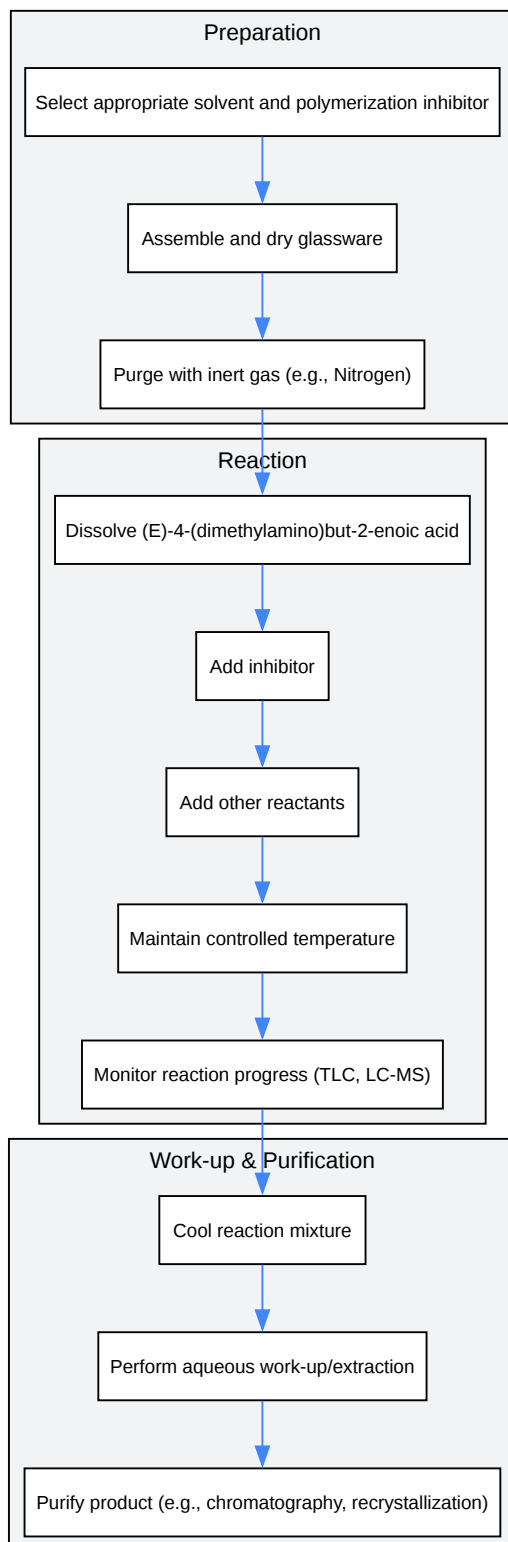 Preparation
Select appropriate solvent and polymerization inhibitor
Assemble and dry glassware
Purge with inert gas (e.g., Nitrogen)
Reaction
Dissolve (E)-4-(dimethylamino)but-2-enoic acid
Add inhibitor
Add other reactants
Maintain controlled temperature
Monitor reaction progress (TLC, LC-MS)
Work-up & Purification
Cool reaction mixture
Perform aqueous work-up/extraction
Purify product (e.g., chromatography, recrystallization)